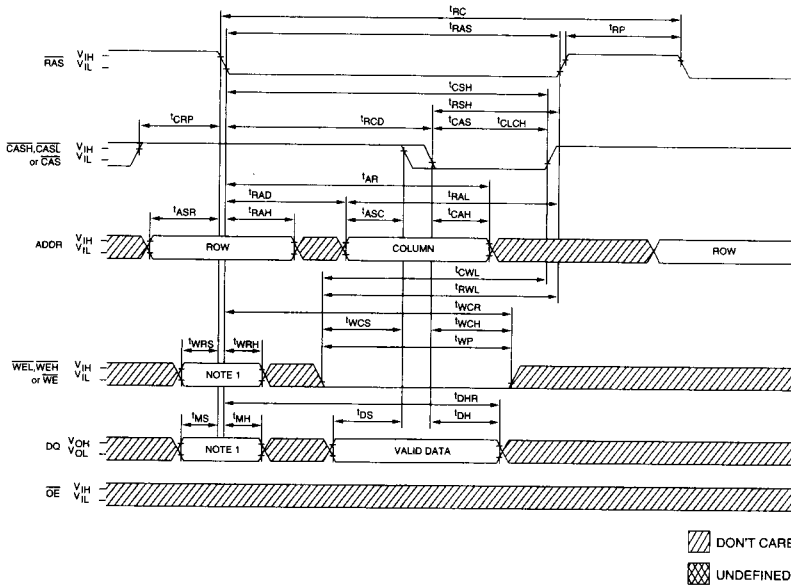 tRC
tRAS
tRP
RAS VIH VIL
tCSH
tRSH
tCRP tRCD tCAS tCLCH
CASH, CASL or CAS VIH VIL
tAR
tRAD tRAL
tASR tRAH tASC tCAH
ADDR VIH VIL ROW COLUMN ROW
tCWL
tRWL
tWCR
tWCS tWCH
tWRS tWRH tWP
WEL, WEH or WE VIH VIL NOTE 1
tDHR
tMS tMH tDS tDH
DQ VOH VOL NOTE 1 VALID DATA
OE VIH VIL
DON'T CARE
UNDEFINED